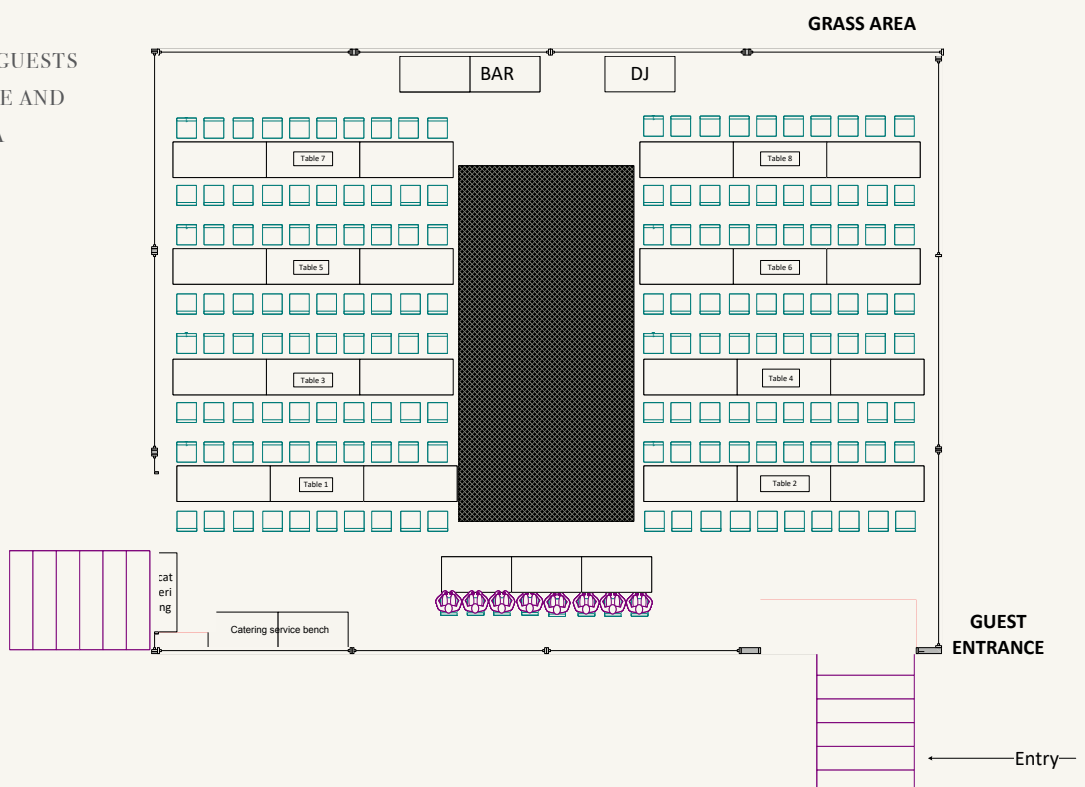 GRASS AREA
GUESTS
E AND
A
BAR
DJ
Table 7
Table 8
Table 5
Table 6
Table 3
Table 4
Table 1
Table 2
cat
eri
ng
Catering service bench
GUEST
ENTRANCE
Entry